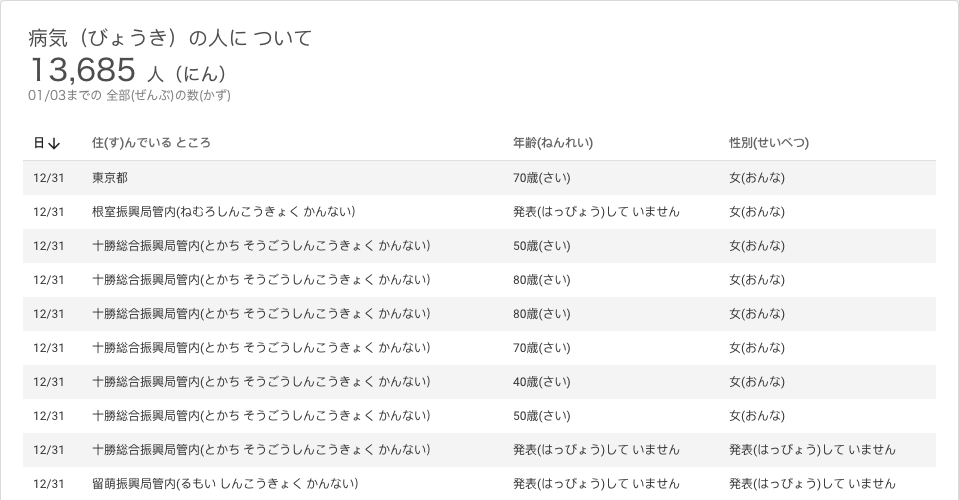 病気（びょうき）の人に ついて
13,685 人（にん）
01/03までの 全部(ぜんぶ)の数(かず)
日↓ 住(す)んでいる ところ 年齢(ねんれい) 性別(せいべつ)
12/31 東京都 70歳(さい) 女(おんな)
12/31 根室振興局管内(ねむろしんこうきょく かんない) 発表(はっぴょう)して いません 女(おんな)
12/31 十勝総合振興局管内(とかち そうごうしんこうきょく かんない) 50歳(さい) 女(おんな)
12/31 十勝総合振興局管内(とかち そうごうしんこうきょく かんない) 80歳(さい) 女(おんな)
12/31 十勝総合振興局管内(とかち そうごうしんこうきょく かんない) 80歳(さい) 女(おんな)
12/31 十勝総合振興局管内(とかち そうごうしんこうきょく かんない) 70歳(さい) 女(おんな)
12/31 十勝総合振興局管内(とかち そうごうしんこうきょく かんない) 40歳(さい) 女(おんな)
12/31 十勝総合振興局管内(とかち そうごうしんこうきょく かんない) 50歳(さい) 女(おんな)
12/31 十勝総合振興局管内(とかち そうごうしんこうきょく かんない) 発表(はっぴょう)して いません 発表(はっぴょう)して いません
12/31 留萌振興局管内(るもい しんこうきょく かんない) 発表(はっぴょう)して いません 発表(はっぴょう)して いません